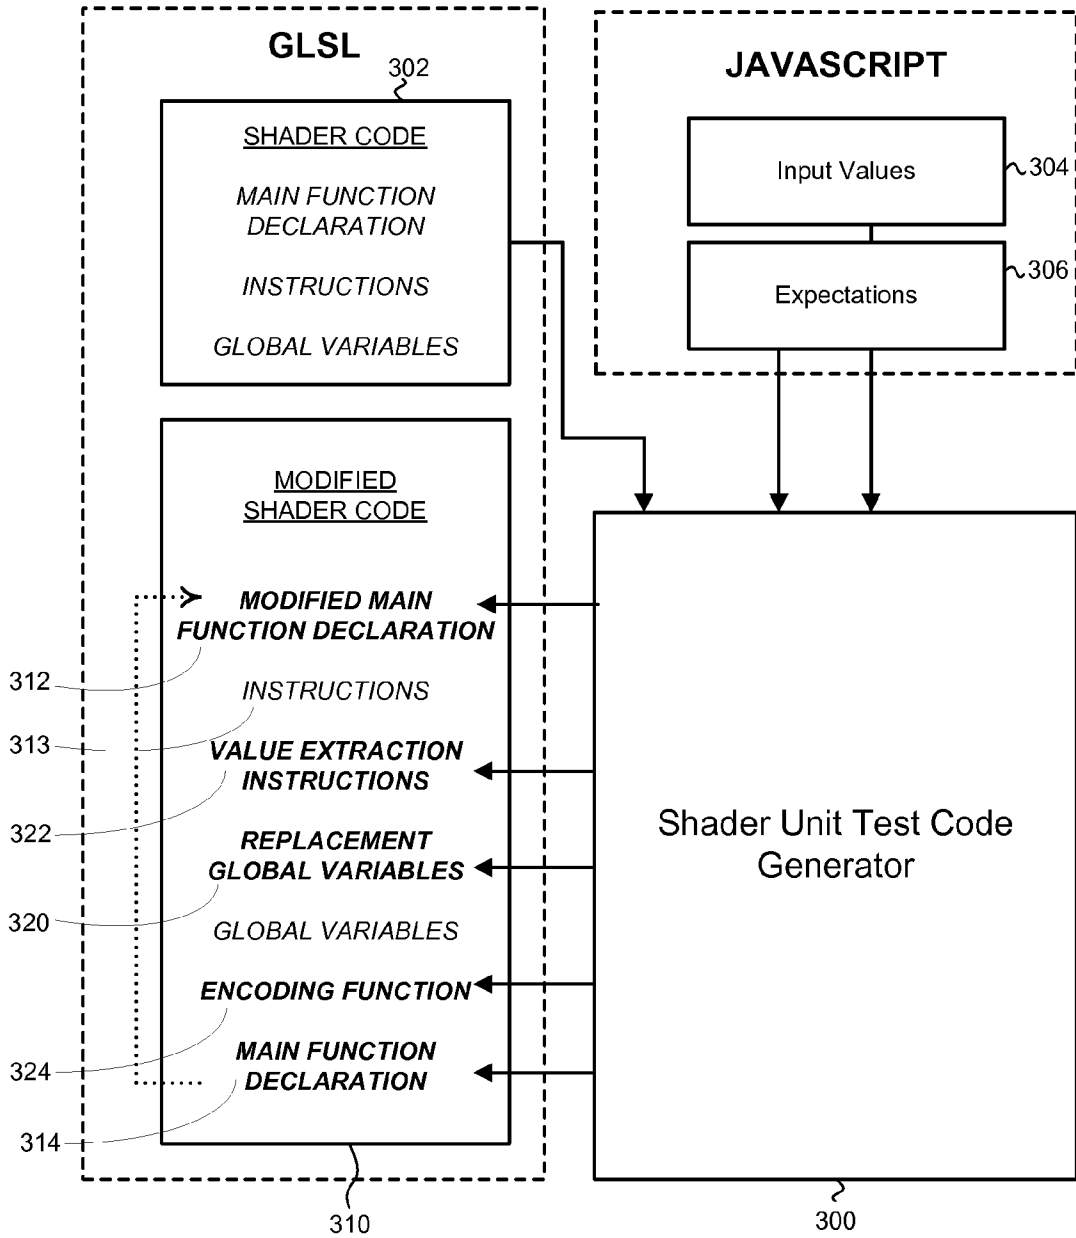 GLSL
302
SHADER CODE
MAIN FUNCTION
DECLARATION
INSTRUCTIONS
GLOBAL VARIABLES
JAVASCRIPT
Input Values
304
Expectations
306
MODIFIED
SHADER CODE
MODIFIED MAIN
FUNCTION DECLARATION
312
INSTRUCTIONS
313
VALUE EXTRACTION
INSTRUCTIONS
322
REPLACEMENT
GLOBAL VARIABLES
320
GLOBAL VARIABLES
ENCODING FUNCTION
324
MAIN FUNCTION
DECLARATION
314
310
Shader Unit Test Code
Generator
300